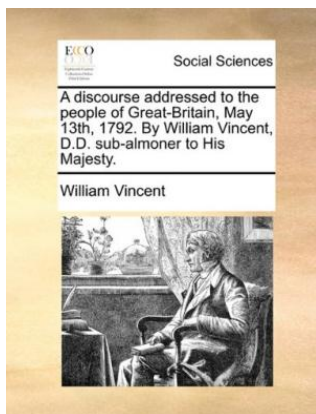 ECCO
Social Sciences
A discourse addressed to the
people of Great-Britain, May
13th, 1792. By William Vincent,
D.D. sub-almoner to His
Majesty.
William Vincent